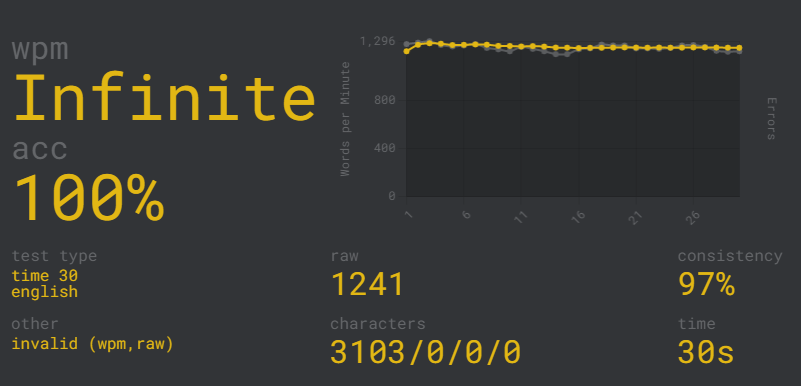 wpm
Infinite
acc
100%
1,296
800
400
0
Words per Minute
Errors
1
6
11
16
21
26
test type
time 30
english
raw
1241
consistency
97%
other
invalid (wpm,raw)
characters
3103/0/0/0
time
30s